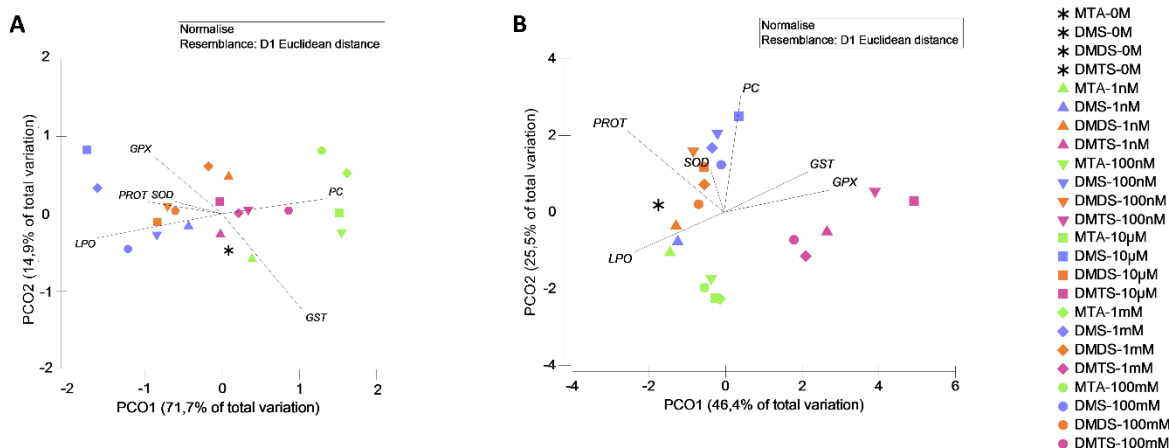 A
Normalise
Resemblance: D1 Euclidean distance
2
1
0
-1
-2
-2
-1
0
1
2
PCO2 (14,9% of total variation)
PCO1 (71,7% of total variation)
GPX
PROT
SOD
PC
LPO
GST
B
Normalise
Resemblance: D1 Euclidean distance
4
2
0
-2
-4
-4
-2
0
2
4
6
PCO2 (25,5% of total variation)
PCO1 (46,4% of total variation)
PC
PROT
SOD
GST
GPX
LPO
MTA-0M
DMS-0M
DMDS-0M
DMTS-0M
MTA-1nM
DMS-1nM
DMDS-1nM
DMTS-1nM
MTA-100nM
DMS-100nM
DMDS-100nM
DMTS-100nM
MTA-10µM
DMS-10µM
DMDS-10µM
DMTS-10µM
MTA-1mM
DMS-1mM
DMDS-1mM
DMTS-1mM
MTA-100mM
DMS-100mM
DMDS-100mM
DMTS-100mM